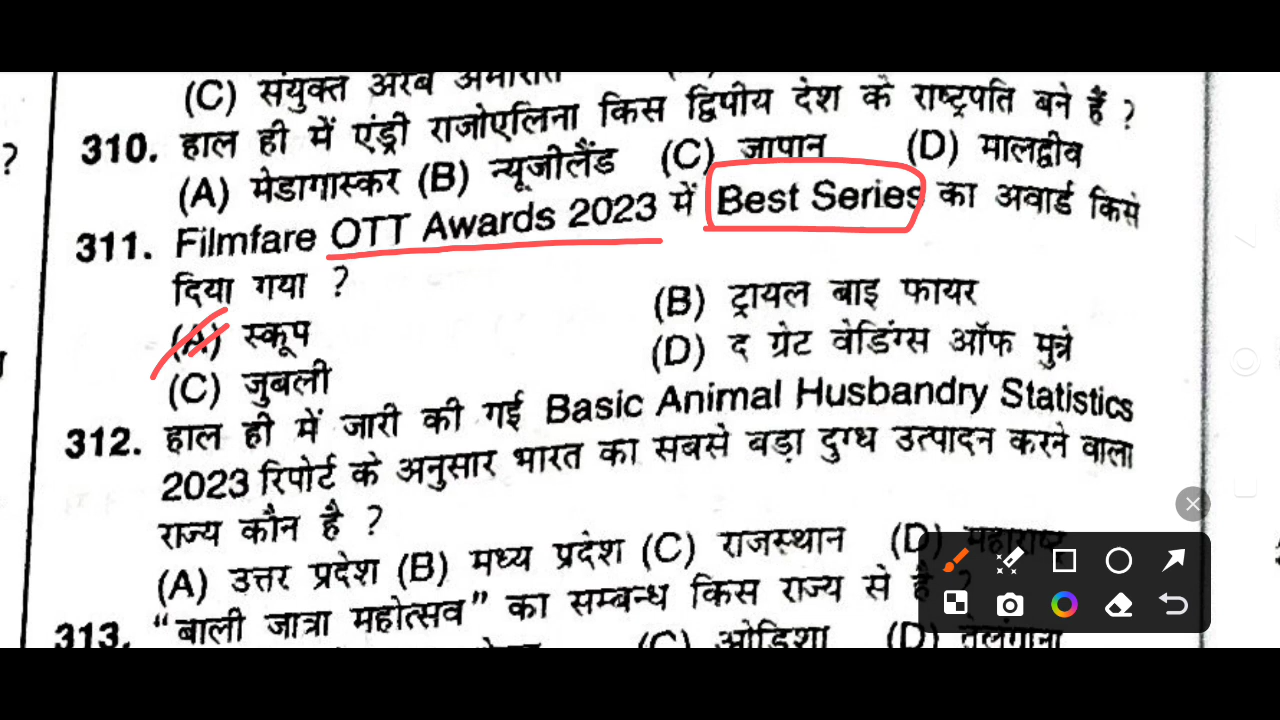 (C) संयुक्त अरब अमीरात
?
310. हाल ही में एंड्री राजोएलिना किस द्विपीय देश के राष्ट्रपति बने हैं ?
(A) मेडागास्कर (B) न्यूजीलैंड (C) जापान (D) मालद्वीव
311. Filmfare OTT Awards 2023 में Best Series का अवार्ड किसे
दिया गया ?
(A) स्कूप (B) ट्रायल बाइ फायर
(C) जुबली (D) द ग्रेट वेडिंग्स ऑफ मुन्ने
312. हाल ही में जारी की गई Basic Animal Husbandry Statistics
2023 रिपोर्ट के अनुसार भारत का सबसे बड़ा दुग्ध उत्पादन करने वाला
राज्य कौन है ?
(A) उत्तर प्रदेश (B) मध्य प्रदेश (C) राजस्थान (D) महाराष्ट्र
313. “बाली जात्रा महोत्सव” का सम्बन्ध किस राज्य से है ?
(C) ओडिशा (D) तेलंगाना